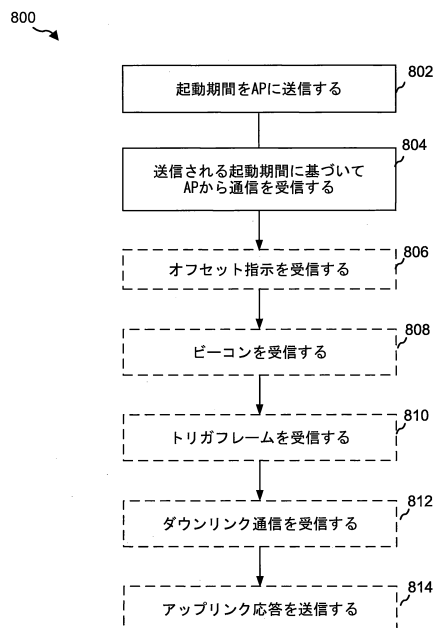 800
起動期間をAPに送信する
802
送信される起動期間に基づいて
APから通信を受信する
804
オフセット指示を受信する
806
ビーコンを受信する
808
トリガフレームを受信する
810
ダウンリンク通信を受信する
812
アップリンク応答を送信する
814